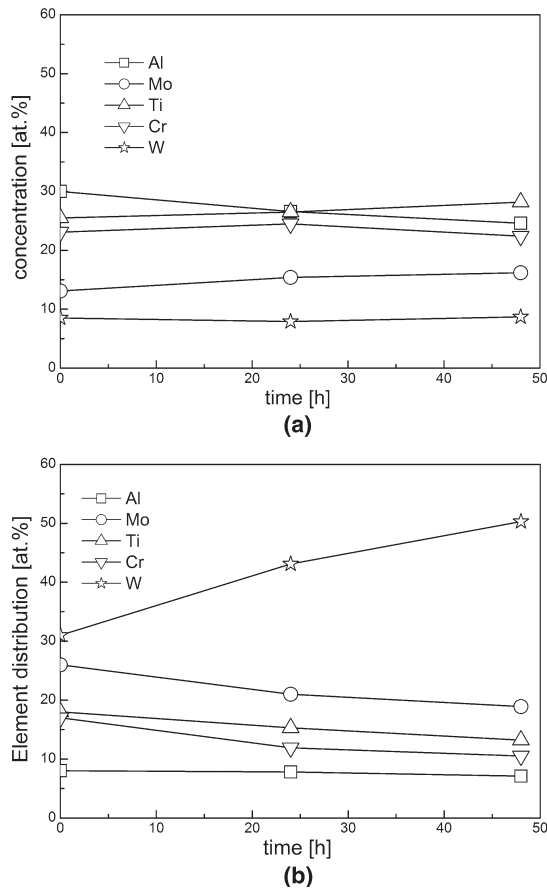 60
50
40
30
20
10
0
concentration [at.%]
Al
Mo
Ti
Cr
W
0 10 20 30 40 50
time [h]
(a)
60
50
40
30
20
10
0
Element distribution [at.%]
Al
Mo
Ti
Cr
W
0 10 20 30 40 50
time [h]
(b)